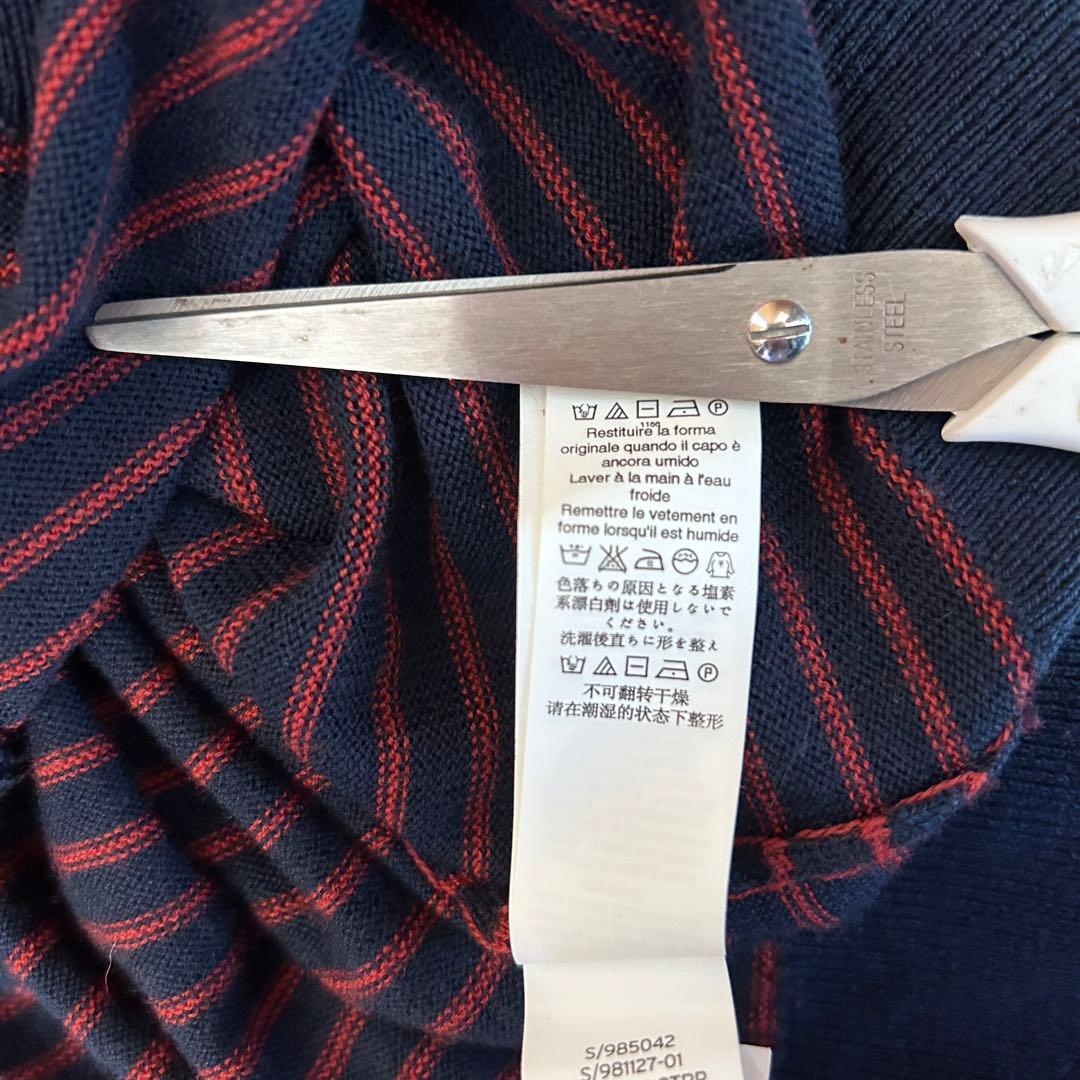 STAINLESS
STEEL
1100
Restituire la forma
originale quando il capo è
ancora umido
Laver à la main à l'eau
froide
Remettre le vetement en
forme lorsqu'il est humide
色落ちの原因となる塩素
系漂白剤は使用しないで
ください。
洗濯後直ちに形を整え
不可翻转干燥
请在潮湿的状态下整形
S/985042
S/981127-01